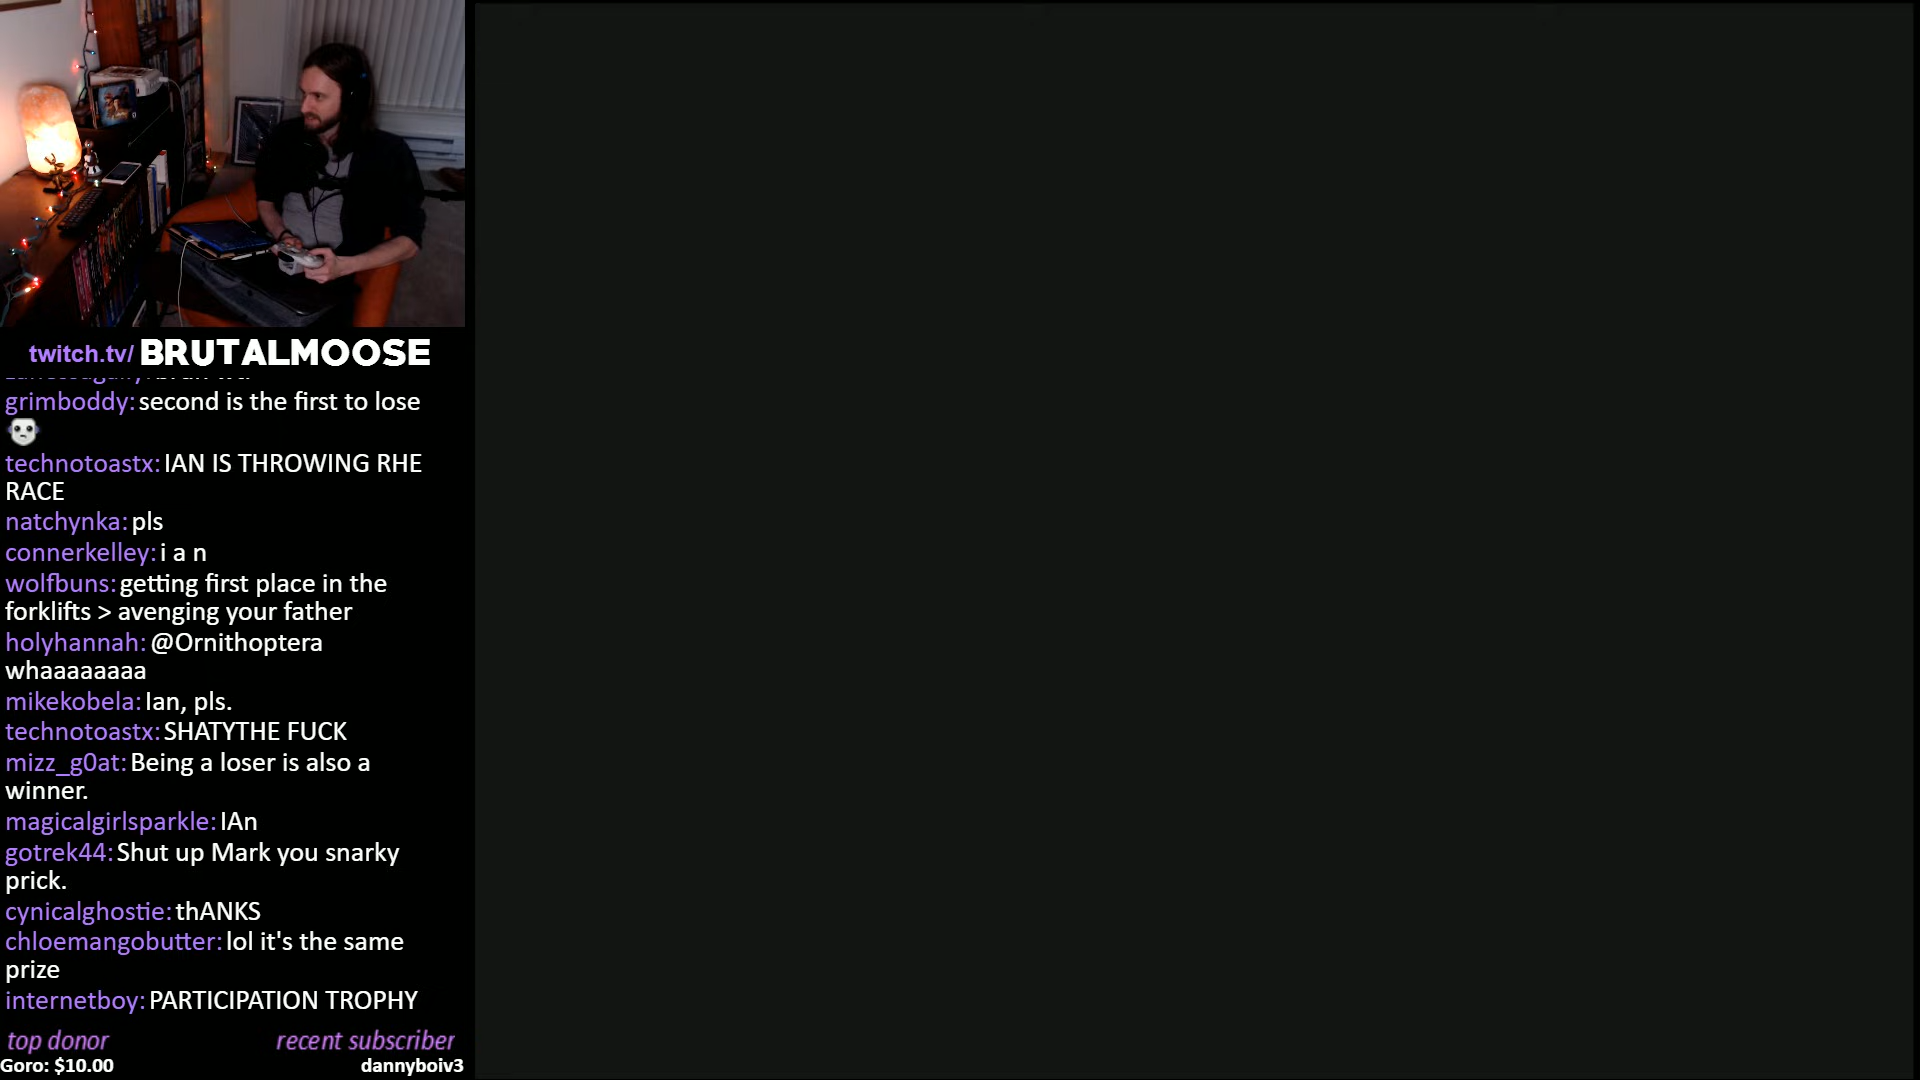 twitch.tv/ BRUTALMOOSE
grimboddy: second is the first to lose
technotoastx: IAN IS THROWING RHE
RACE
natchynka: pls
connerkelley: i a n
wolfbuns: getting first place in the
forklifts > avenging your father
holyhannah: @Ornithoptera
whaaaaaaaa
mikekobela: Ian, pls.
technotoastx: SHATYTHE FUCK
mizz_g0at: Being a loser is also a
winner.
magicalgirlsparkle: IAn
gotrek44: Shut up Mark you snarky
prick.
cynicalghostie: thANKS
chloemangobutter: lol it's the same
prize
internetboy: PARTICIPATION TROPHY
top donor recent subscriber
Goro: $10.00 dannyboiv3